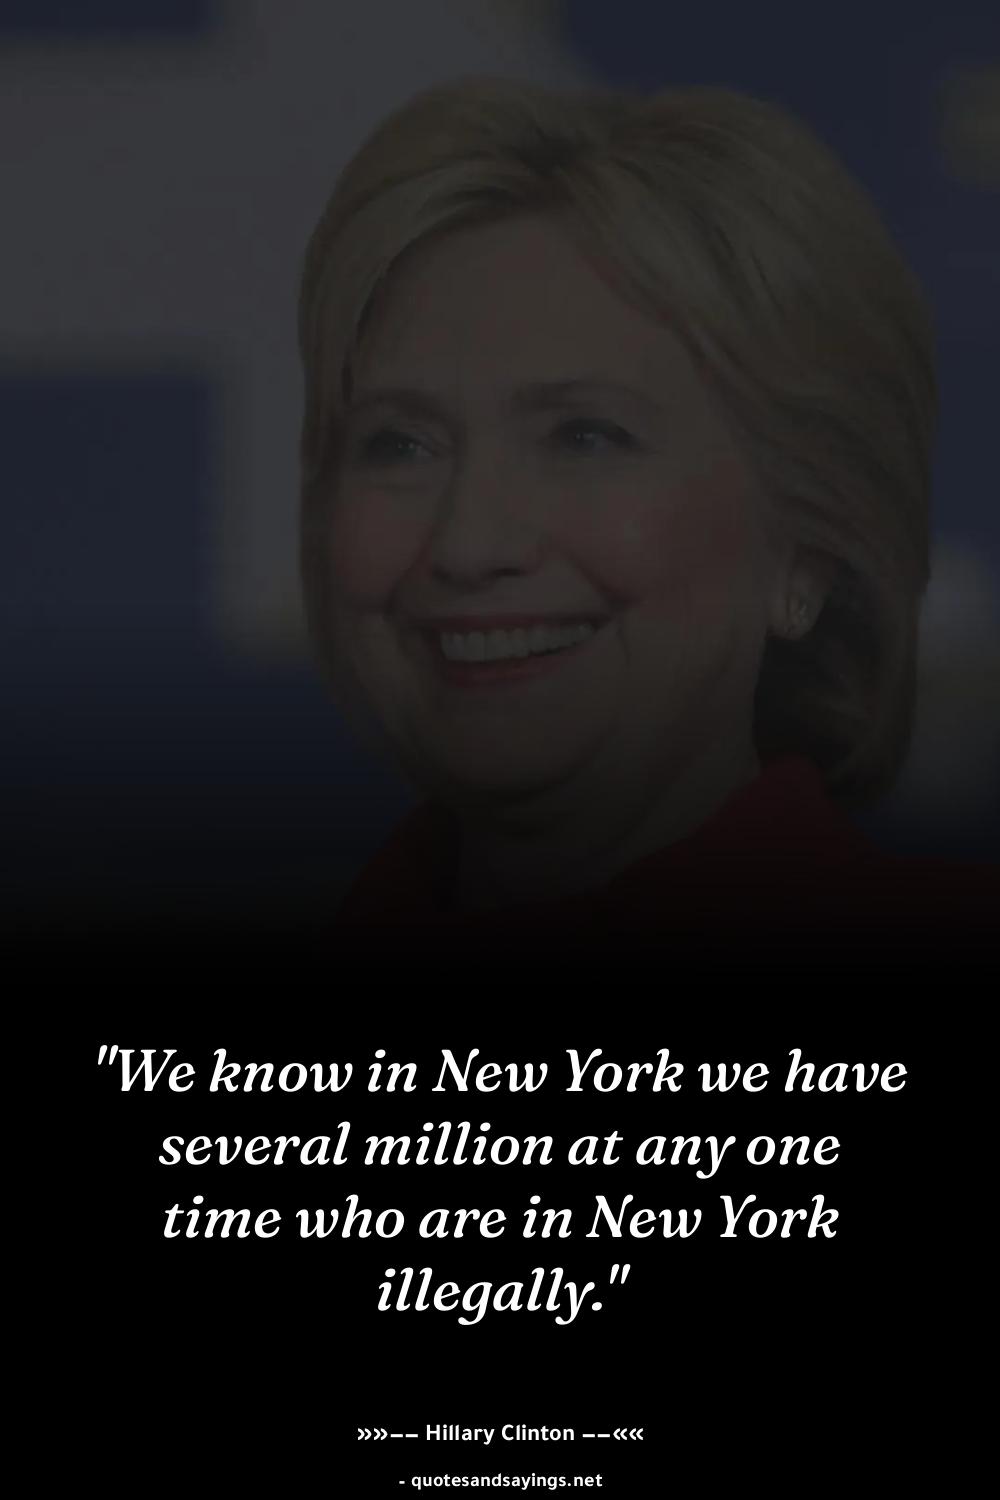 "We know in New York we have
several million at any one
time who are in New York
illegally."
»»−− Hillary Clinton −−««
- quotesandsayings.net